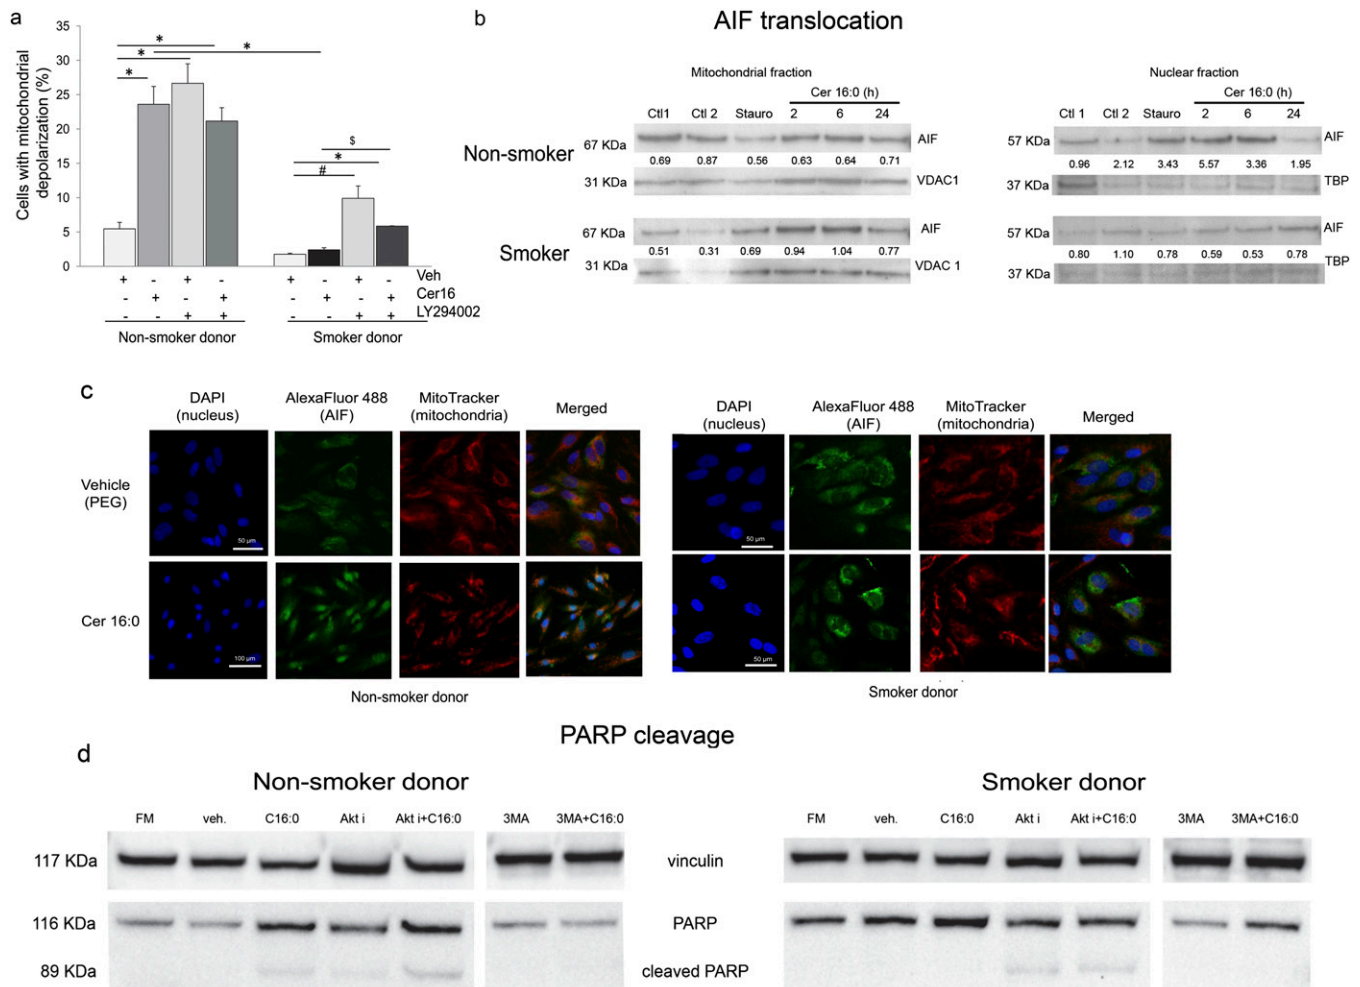 a
Cells with mitochondrial
depolarization (%)
35
30
25
20
15
10
5
0
* * * * # * $
+ - + - + - + - Veh
- + - + - + - + Cer16
- - + + - - + + LY294002
Non-smoker donor Smoker donor
b
AIF translocation
Mitochondrial fraction Nuclear fraction
Cer 16:0 (h) Cer 16:0 (h)
Ctl1 Ctl 2 Stauro 2 6 24 Ctl 1 Ctl 2 Stauro 2 6 24
Non-smoker
67 KDa AIF 57 KDa AIF
0.69 0.87 0.56 0.63 0.64 0.71 0.96 2.12 3.43 5.57 3.36 1.95
31 KDa VDAC1 37 KDa TBP
Smoker
67 KDa AIF 57 KDa AIF
0.51 0.31 0.69 0.94 1.04 0.77 0.80 1.10 0.78 0.59 0.53 0.78
31 KDa VDAC 1 37 KDa TBP
c
DAPI AlexaFluor 488 MitoTracker Merged DAPI AlexaFluor 488 MitoTracker Merged
(nucleus) (AIF) (mitochondria) (nucleus) (AIF) (mitochondria)
Vehicle
(PEG)
50 µm 50 µm
Cer 16:0
100 µm 50 µm
Non-smoker donor Smoker donor
PARP cleavage
d
Non-smoker donor Smoker donor
FM veh. C16:0 Akt i Akt i+C16:0 3MA 3MA+C16:0 FM veh. C16:0 Akt i Akt i+C16:0 3MA 3MA+C16:0
117 KDa vinculin
116 KDa PARP
89 KDa cleaved PARP